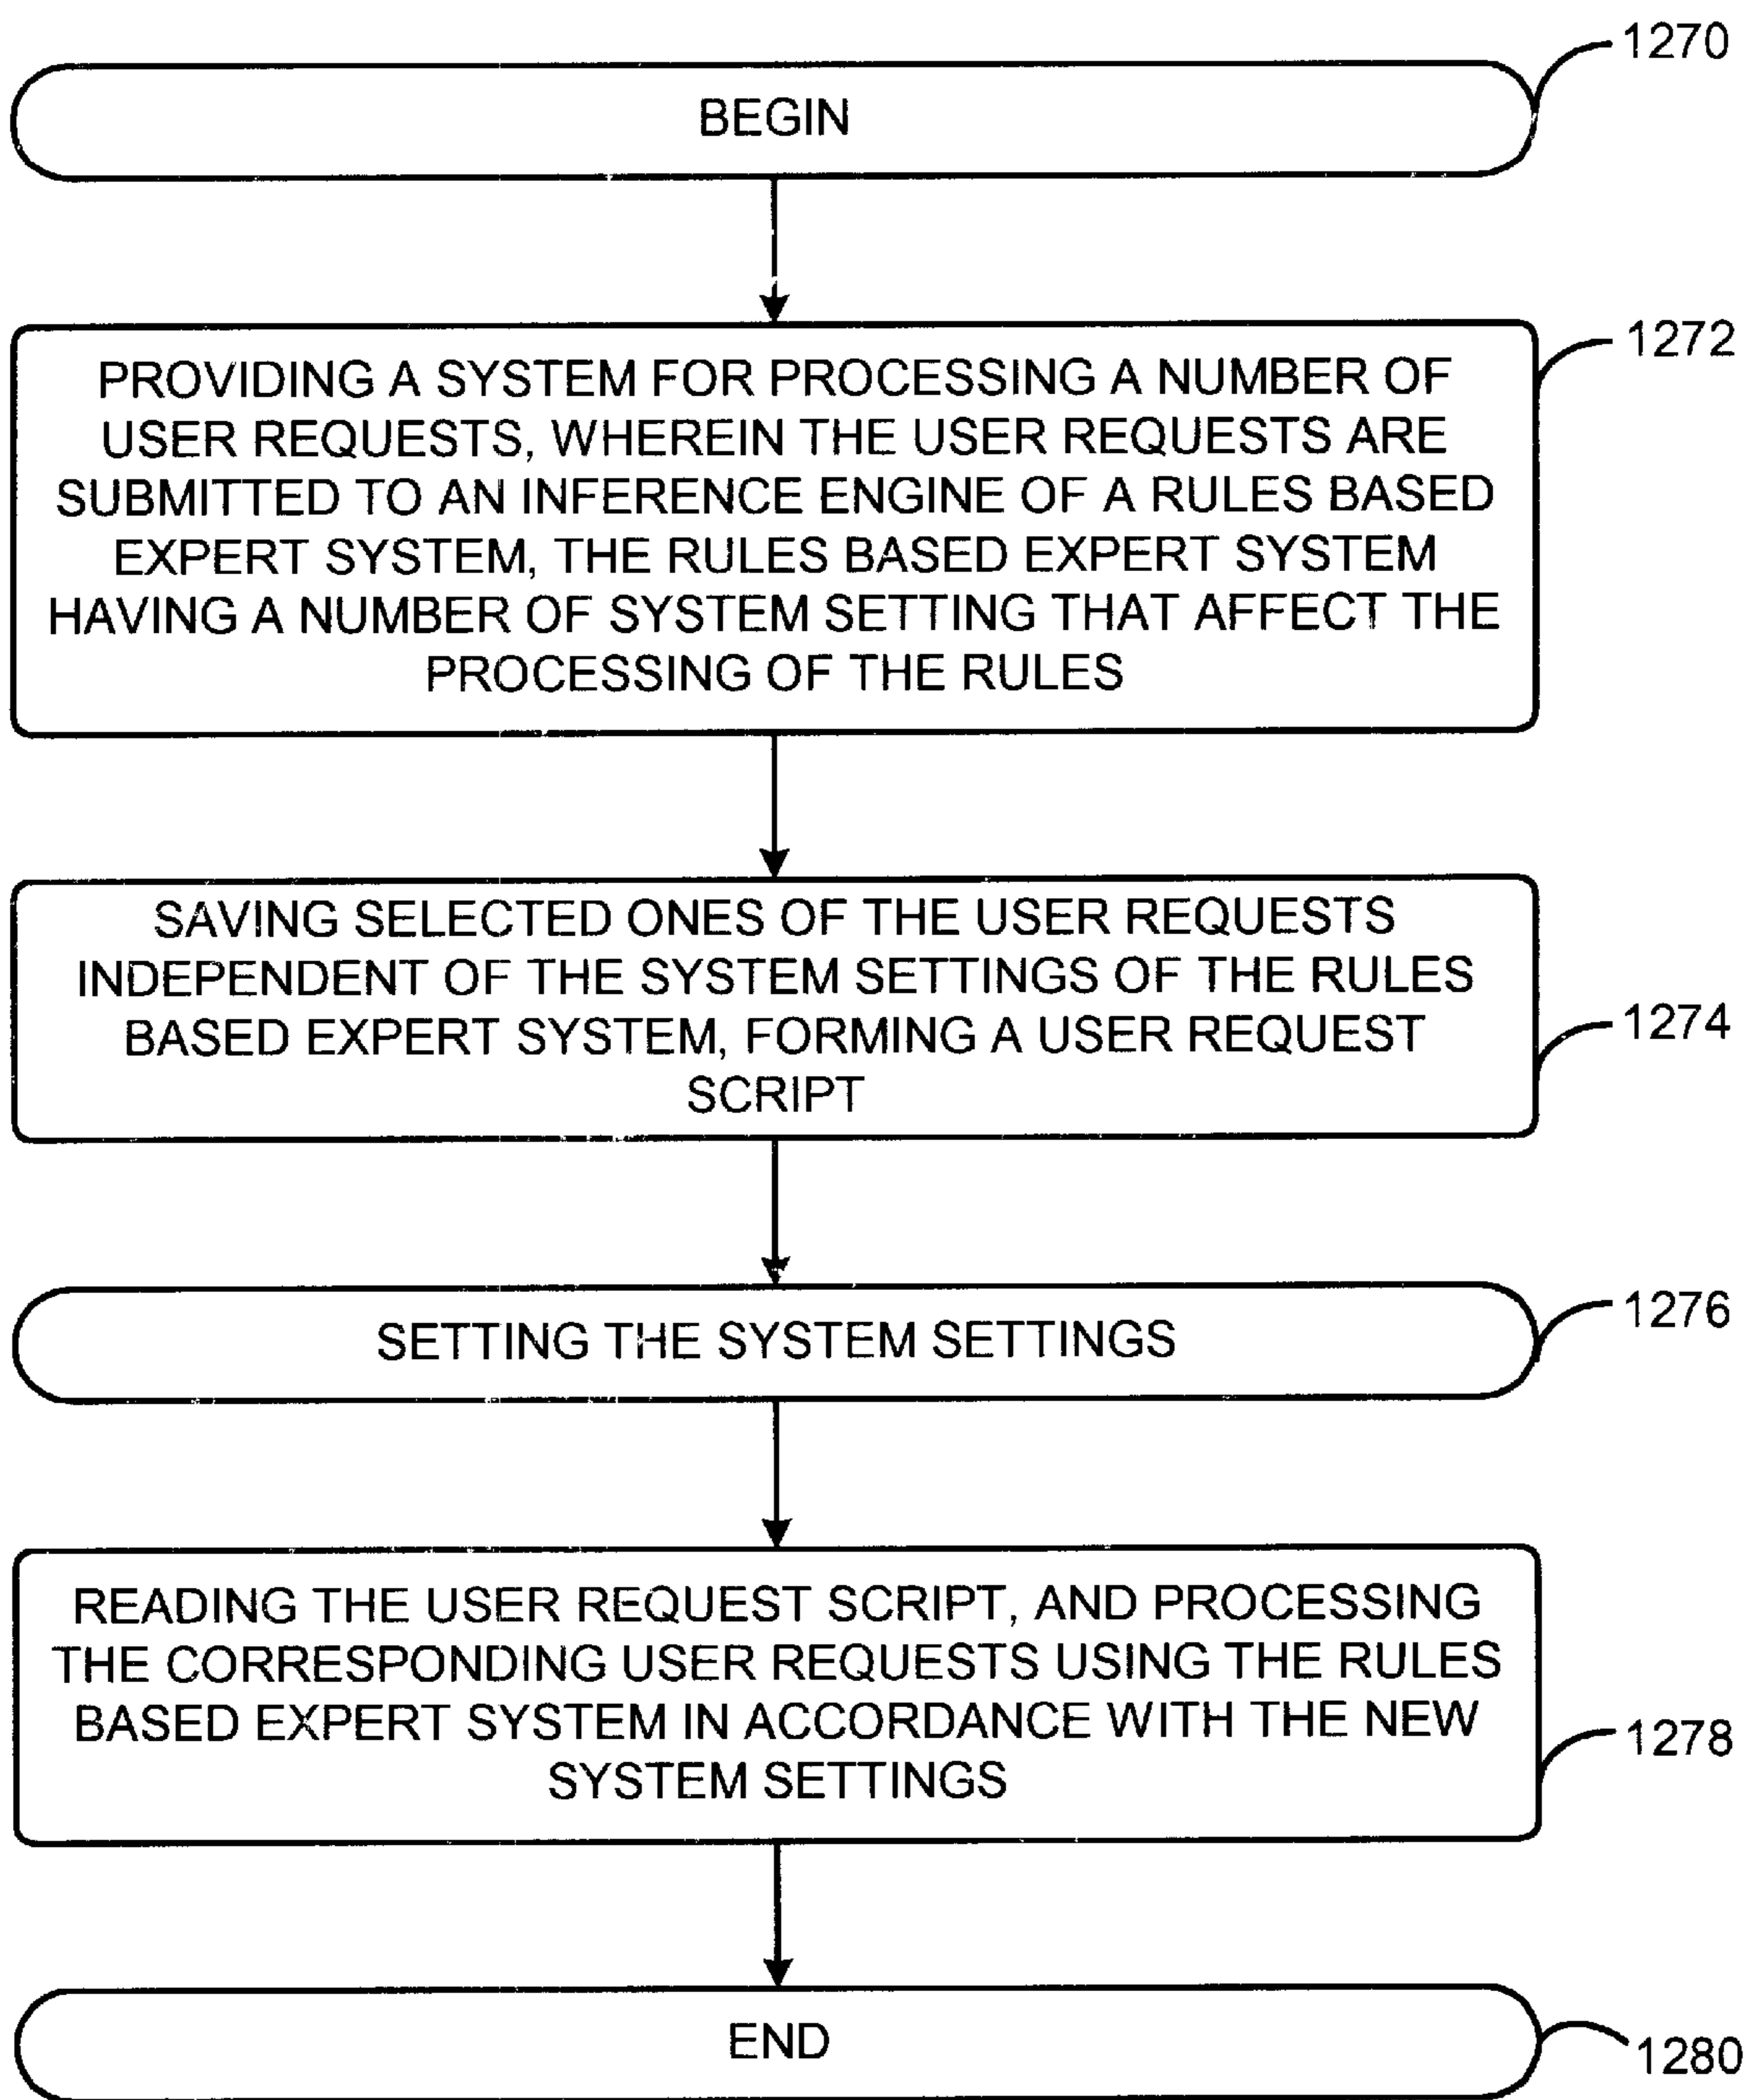 1270
BEGIN
1272
PROVIDING A SYSTEM FOR PROCESSING A NUMBER OF
USER REQUESTS, WHEREIN THE USER REQUESTS ARE
SUBMITTED TO AN INFERENCE ENGINE OF A RULES BASED
EXPERT SYSTEM, THE RULES BASED EXPERT SYSTEM
HAVING A NUMBER OF SYSTEM SETTING THAT AFFECT THE
PROCESSING OF THE RULES
SAVING SELECTED ONES OF THE USER REQUESTS
INDEPENDENT OF THE SYSTEM SETTINGS OF THE RULES
BASED EXPERT SYSTEM, FORMING A USER REQUEST
SCRIPT
1274
SETTING THE SYSTEM SETTINGS
1276
READING THE USER REQUEST SCRIPT, AND PROCESSING
THE CORRESPONDING USER REQUESTS USING THE RULES
BASED EXPERT SYSTEM IN ACCORDANCE WITH THE NEW
SYSTEM SETTINGS
1278
END
1280